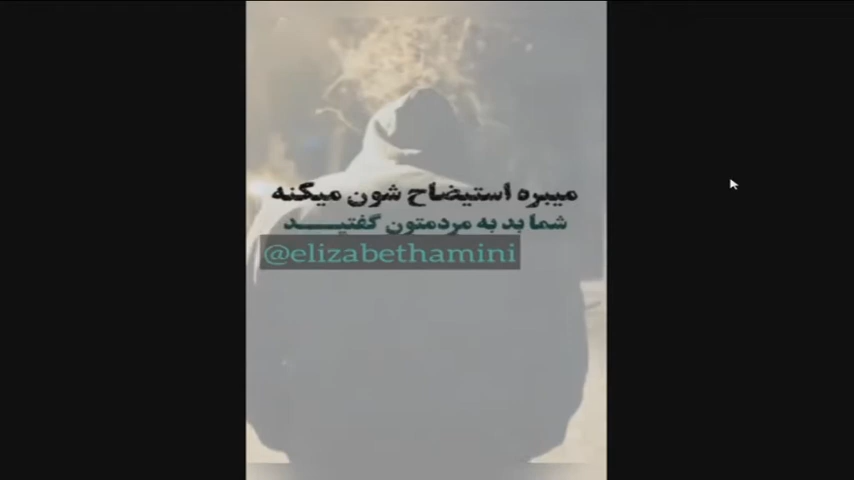 میبره استیضاح شون میکنه
شما بد به مردمتون گفتید
@elizabethamini